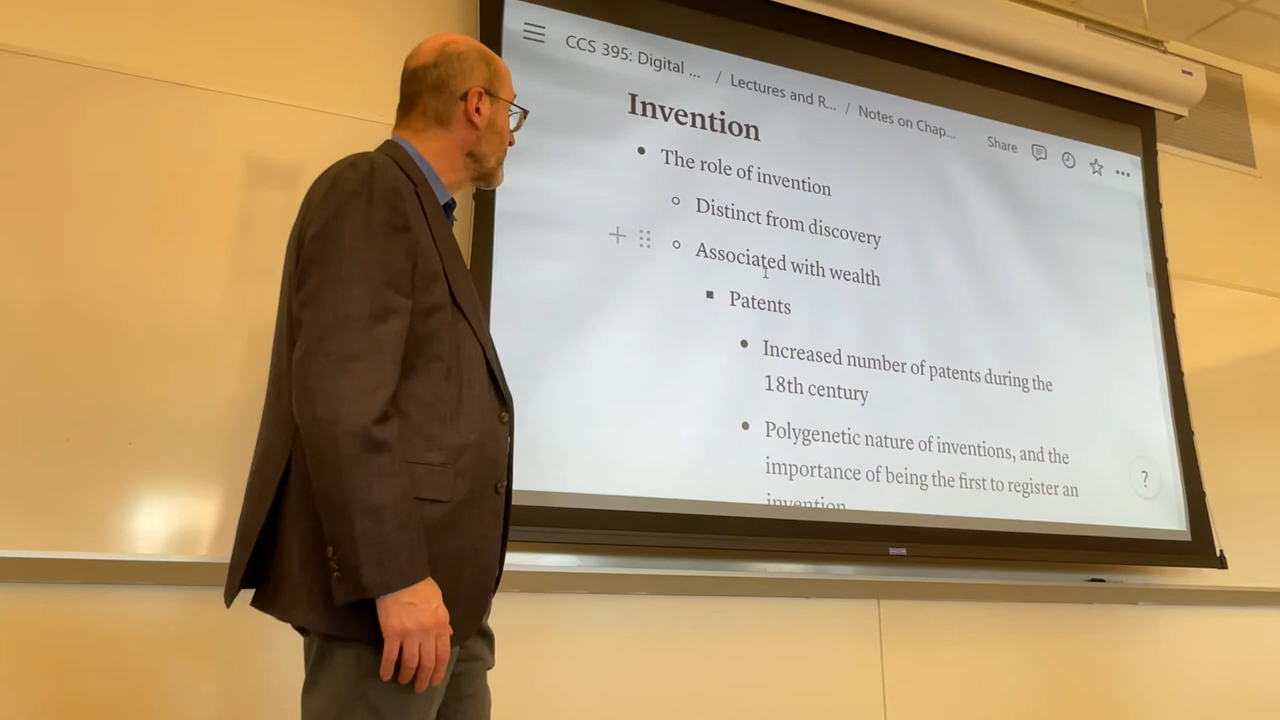 CCS 395: Digital ... / Lectures and R... / Notes on Chap... Share
Invention
The role of invention
Distinct from discovery
Associated with wealth
Patents
Increased number of patents during the
18th century
Polygenetic nature of inventions, and the
importance of being the first to register an
invention
?